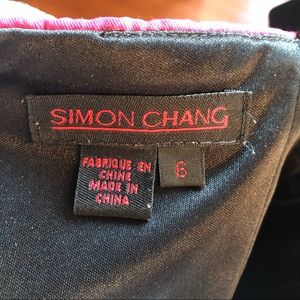 SIMON CHANG
FABRIQUE EN
CHINE
MADE IN
CHINA
6